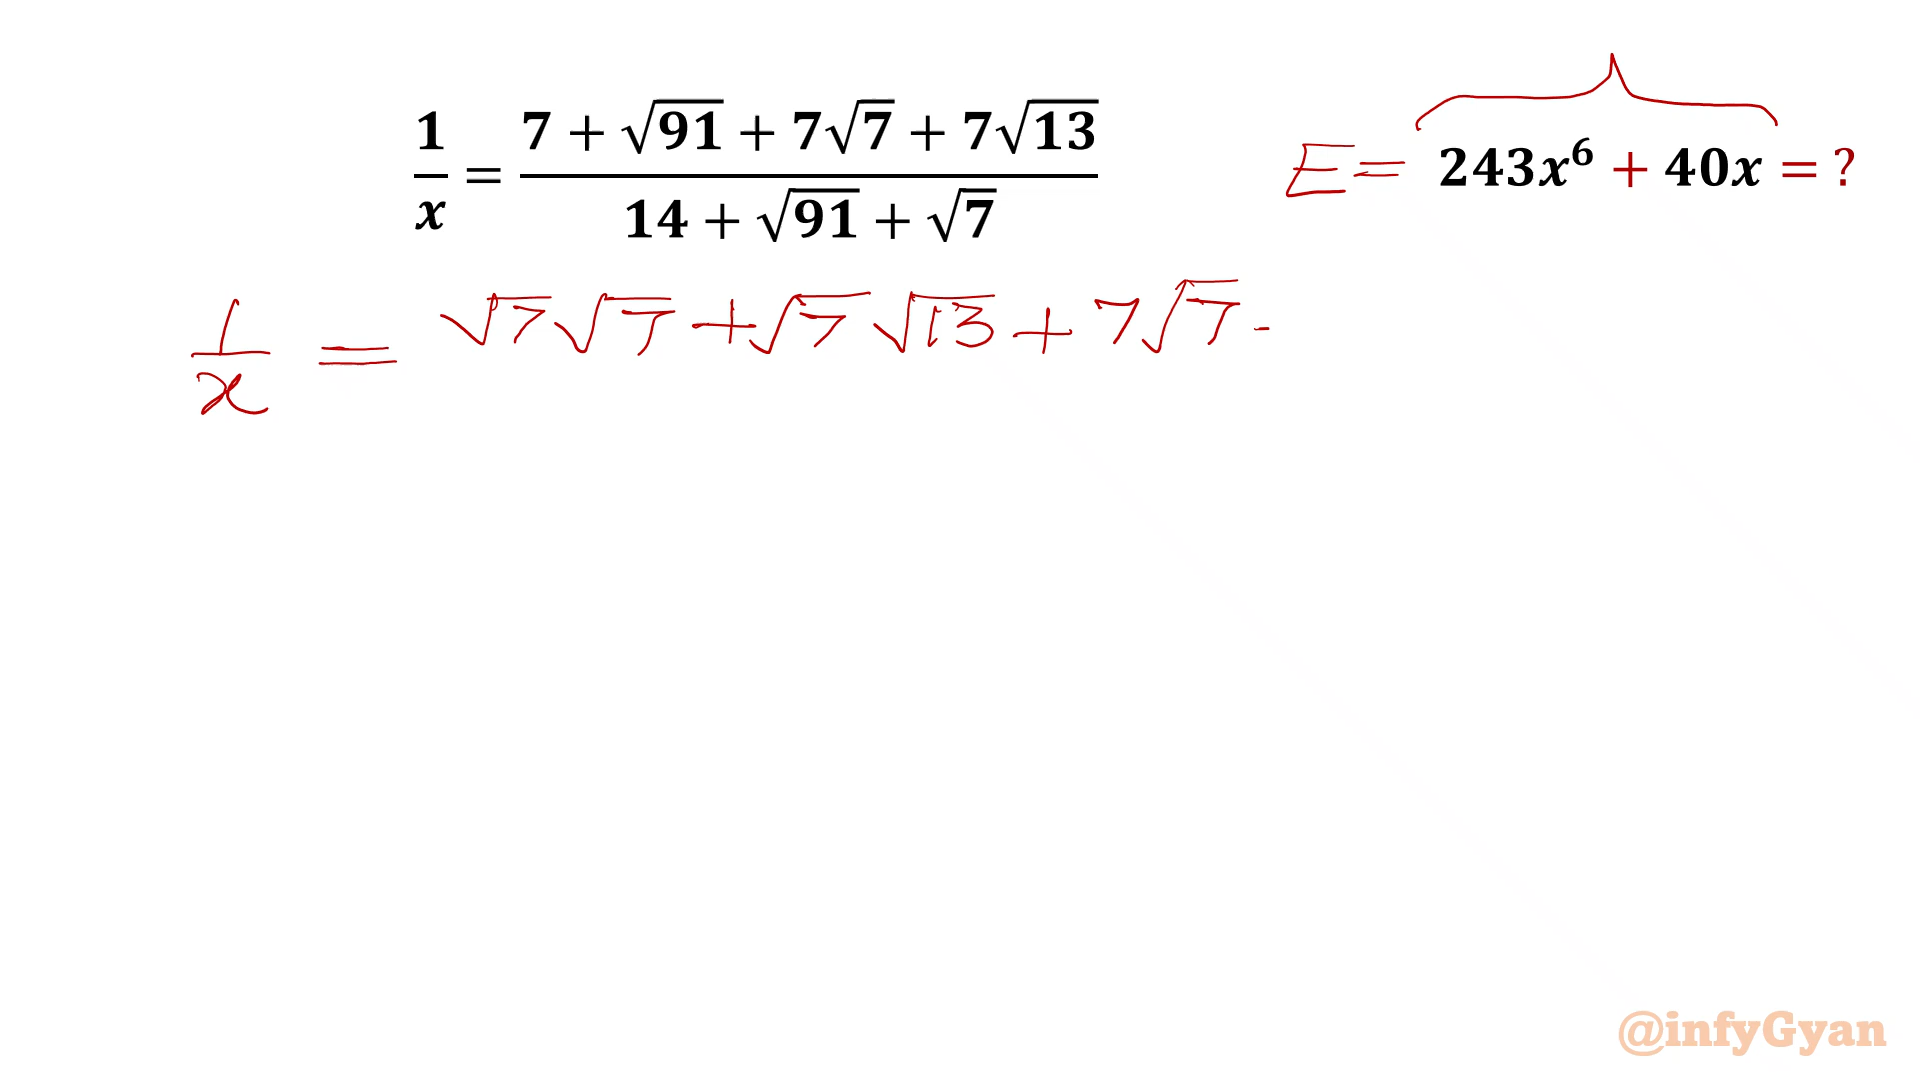 1/x = (7 + √91 + 7√7 + 7√13)/(14 + √91 + √7)
E = 243x⁶ + 40x = ?
1/x = √7√7 + √7√13 + 7√7 -
@infyGyan